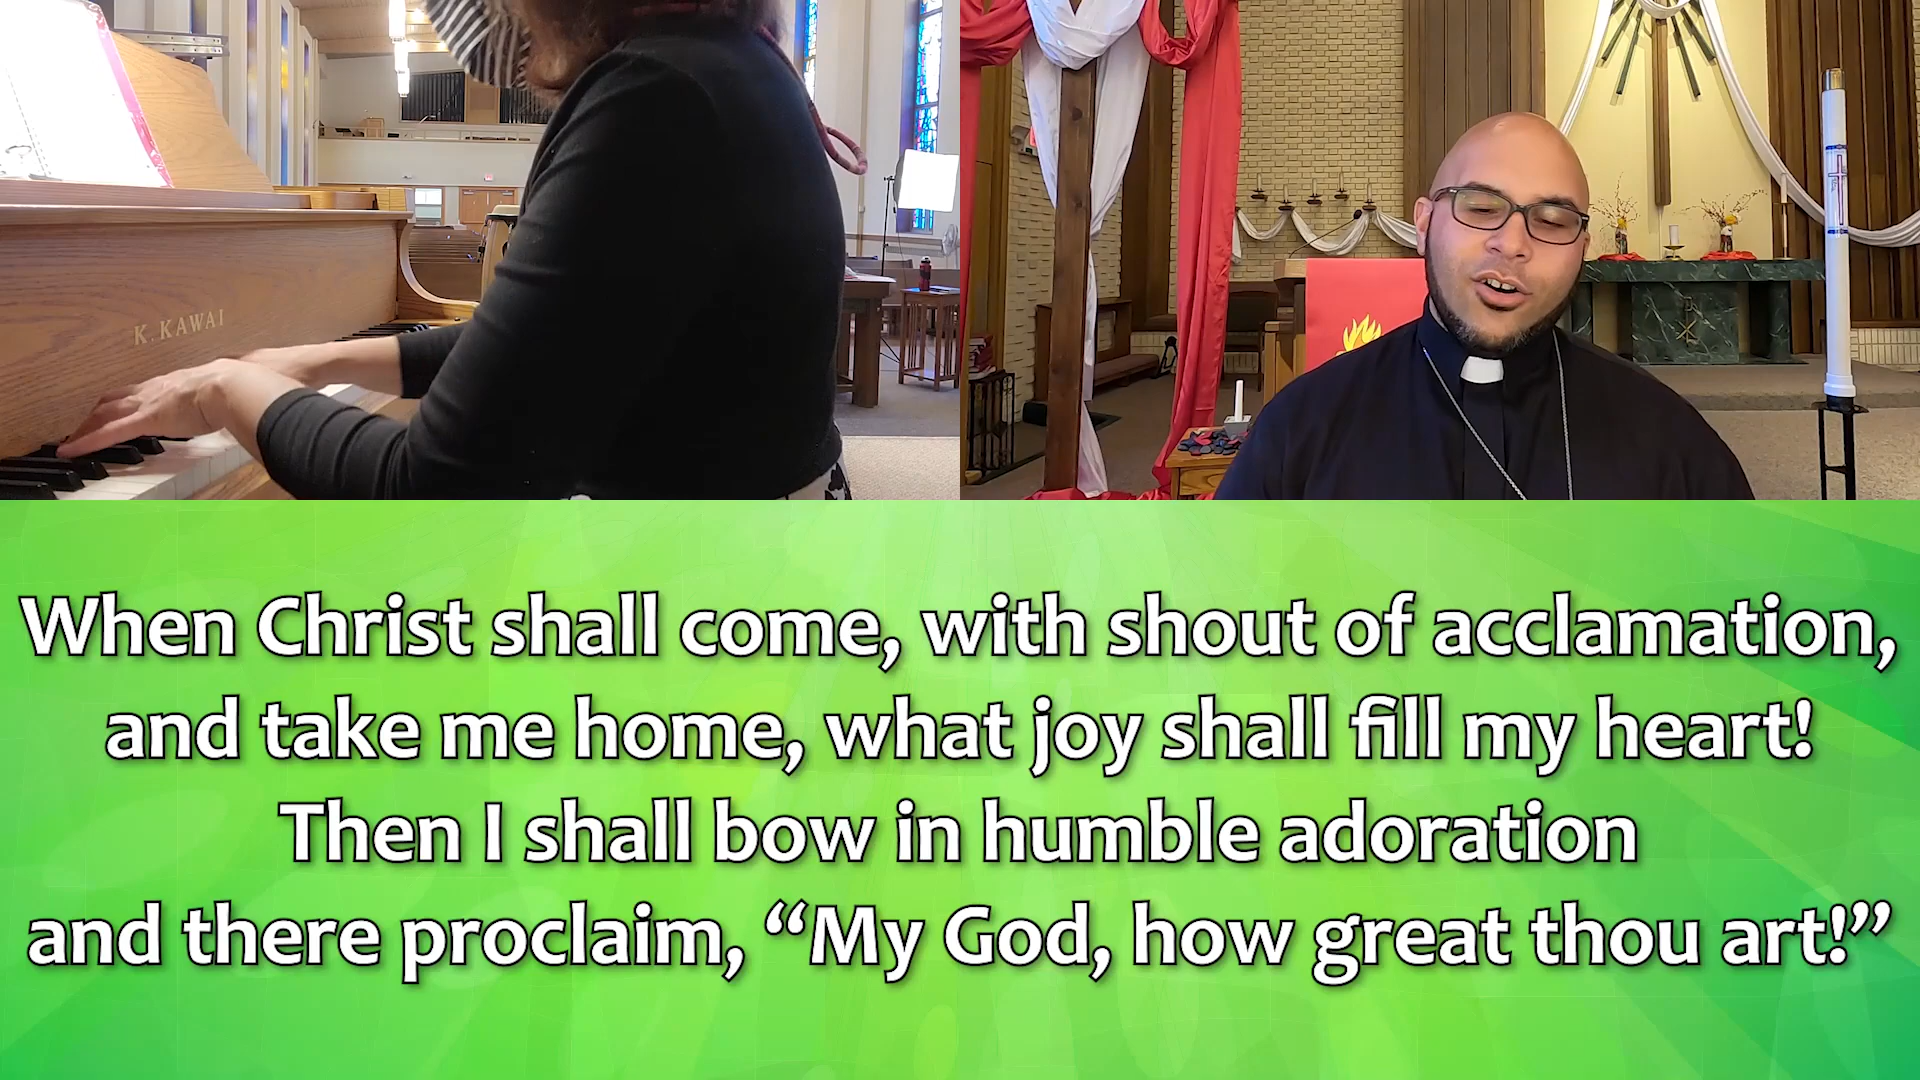 K. KAWAI
When Christ shall come, with shout of acclamation,
and take me home, what joy shall fill my heart!
Then I shall bow in humble adoration
and there proclaim, “My God, how great thou art!”